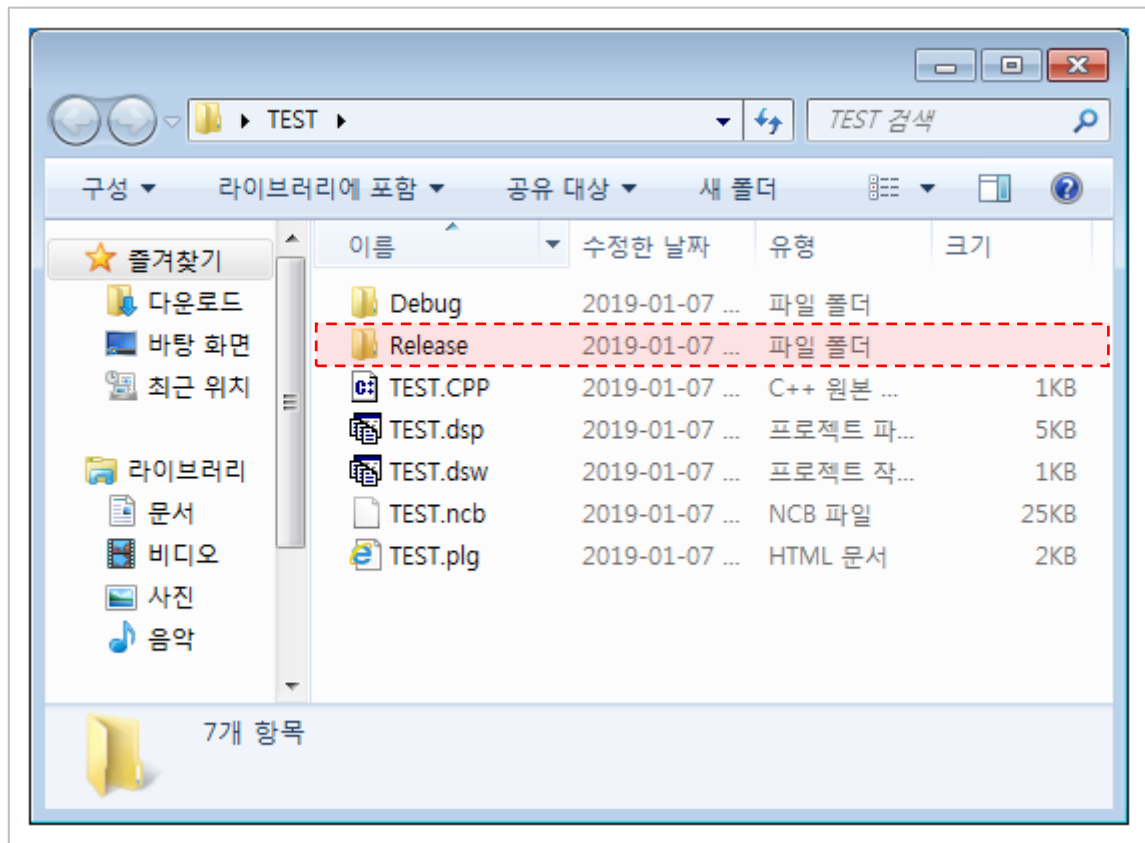 TEST
TEST 검색
구성 라이브러리에 포함 공유 대상 새 폴더
즐겨찾기
다운로드
바탕 화면
최근 위치
라이브러리
문서
비디오
사진
음악
이름 수정한 날짜 유형 크기
Debug 2019-01-07 ... 파일 폴더
Release 2019-01-07 ... 파일 폴더
TEST.CPP 2019-01-07 ... C++ 원본 ... 1KB
TEST.dsp 2019-01-07 ... 프로젝트 파... 5KB
TEST.dsw 2019-01-07 ... 프로젝트 작... 1KB
TEST.ncb 2019-01-07 ... NCB 파일 25KB
TEST.plg 2019-01-07 ... HTML 문서 2KB
7개 항목